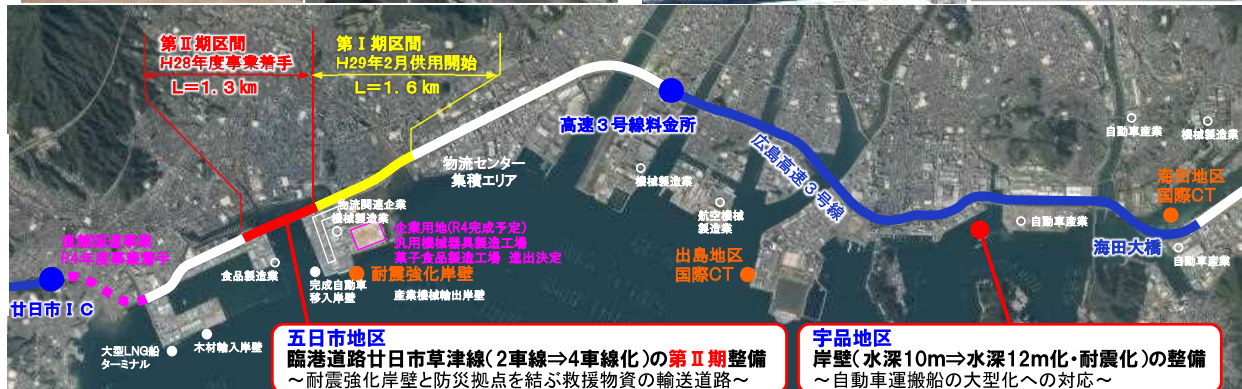 第Ⅱ期区間
H28年度事業着手
L=1.3㎞
第Ⅰ期区間
H29年2月供用開始
L=1.6㎞
高速3号線料金所
物流センター
集積エリア
機械製造業
広島高速3号線
自動車産業
機械製造業
海田地区
国際CT
物流関連企業
機械製造業
企業用地(R4完成予定)
汎用機械器具製造工場
菓子食品製造工場 進出決定
航空機械
製造業
自動車産業
海田大橋
自動車産業
直轄国道事業
R4年度事業着手
食品製造業
完成自動車
移入岸壁
耐震強化岸壁
産業機械輸出岸壁
出島地区
国際CT
廿日市IC
大型LNG船
ターミナル
木材輸入岸壁
五日市地区
臨港道路廿日市草津線(2車線⇒4車線化)の第Ⅱ期整備
~耐震強化岸壁と防災拠点を結ぶ救援物資の輸送道路~
宇品地区
岸壁(水深10m⇒水深12m化・耐震化)の整備
~自動車運搬船の大型化への対応~